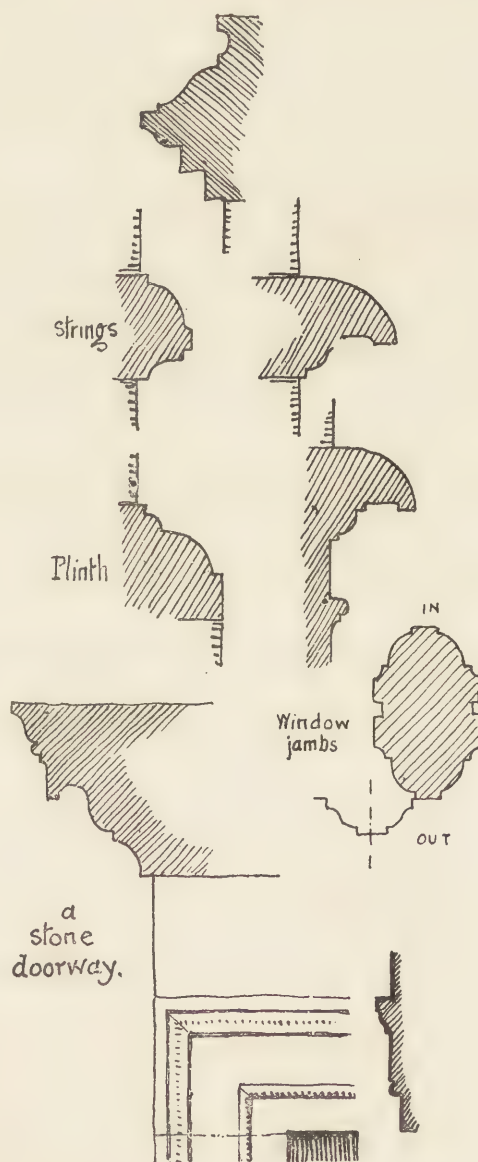 strings
Plinth
IN
Window
jambs
OUT
a
stone
doorway.